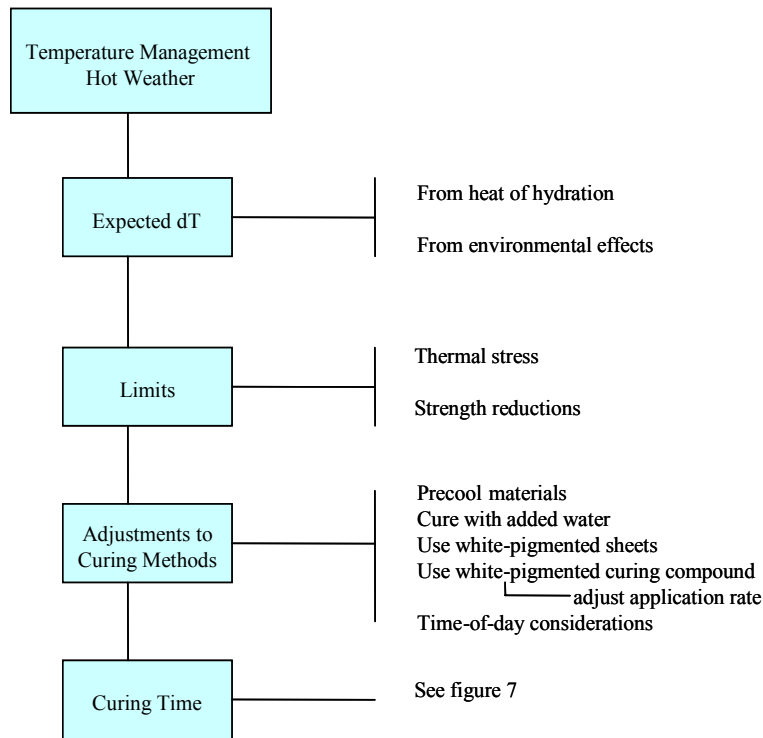 Temperature Management
Hot Weather
Expected dT
From heat of hydration
From environmental effects
Limits
Thermal stress
Strength reductions
Adjustments to
Curing Methods
Precool materials
Cure with added water
Use white-pigmented sheets
Use white-pigmented curing compound
adjust application rate
Time-of-day considerations
Curing Time
See figure 7